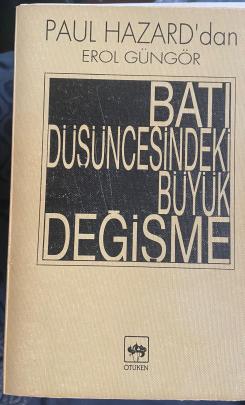 PAUL HAZARD'dan
EROL GÜNGÖR
BATI
DÜŞÜNCESİNDEKİ
BÜYÜK
DEĞİŞME
ÖTÜKEN